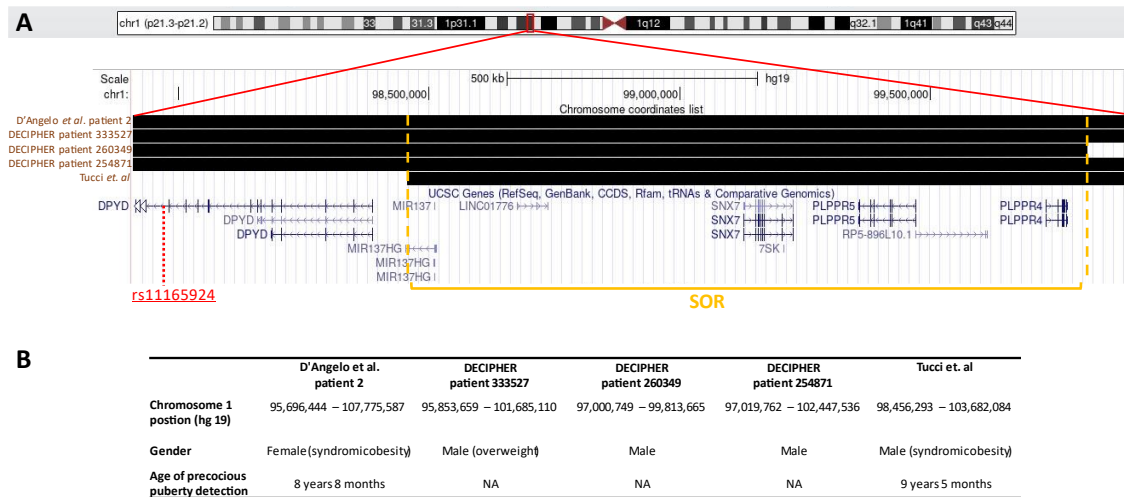 A
chr1 (p21.3-p21.2) 33 31.3 1p31.1 1q12 q32.1 1q41 q43 q44
Scale 500 kb hg19
chr1: 98,500,000 99,000,000 99,500,000
Chromosome coordinates list
D'Angelo et al. patient 2
DECIPHER patient 333527
DECIPHER patient 260349
DECIPHER patient 254871
Tucci et. al
UCSC Genes (RefSeq, GenBank, CCDS, Rfam, tRNAs & Comparative Genomics)
DPYD MIR137 LINC01776 SNX7 PLPPR5 PLPPR4
DPYD SNX7 PLPPR5 PLPPR4
DPYD SNX7 RP5-896L10.1
MIR137HG 7SK
MIR137HG
MIR137HG
rs11165924 SOR
B
D'Angelo et al. DECIPHER DECIPHER DECIPHER Tucci et. al
patient 2 patient 333527 patient 260349 patient 254871
Chromosome 1
postion (hg 19) 95,696,444 – 107,775,587 95,853,659 – 101,685,110 97,000,749 – 99,813,665 97,019,762 – 102,447,536 98,456,293 – 103,682,084
Gender Female (syndromicobesity) Male (overweight) Male Male Male (syndromicobesity)
Age of precocious
puberty detection 8 years 8 months NA NA NA 9 years 5 months